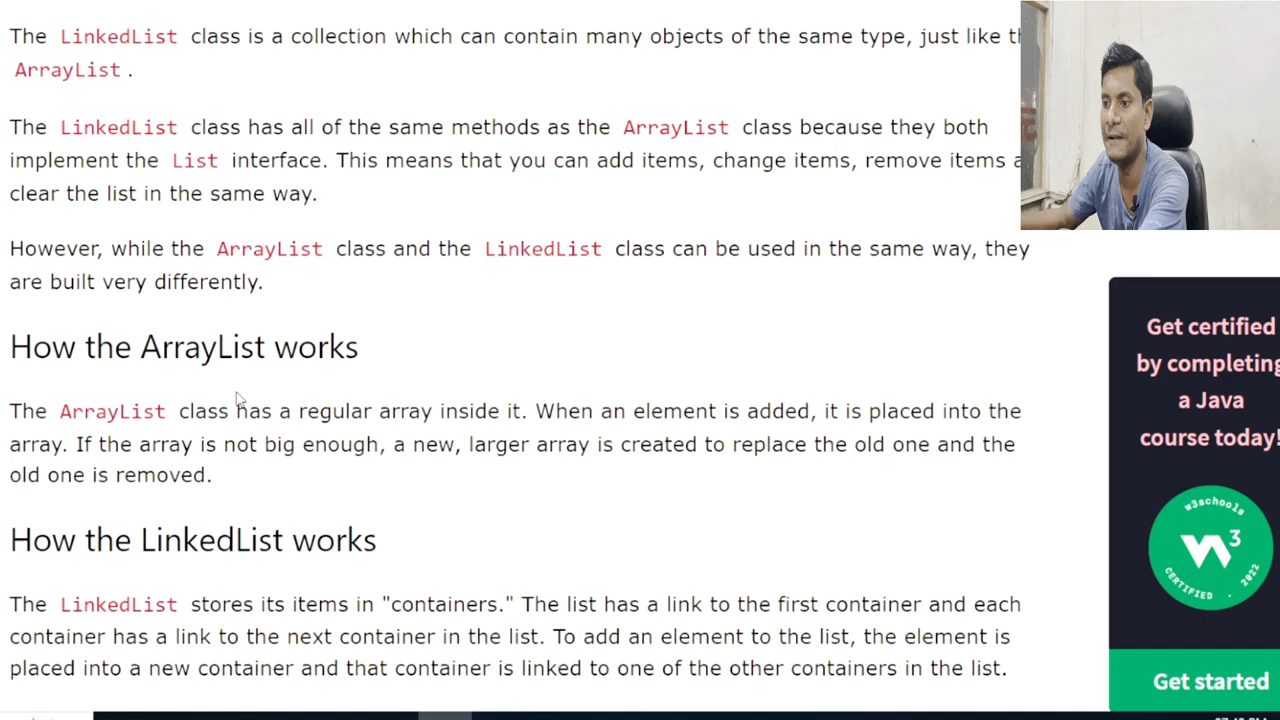 The LinkedList class is a collection which can contain many objects of the same type, just like
ArrayList.
The LinkedList class has all of the same methods as the ArrayList class because they both
implement the List interface. This means that you can add items, change items, remove items
clear the list in the same way.
However, while the ArrayList class and the LinkedList class can be used in the same way, they
are built very differently.
How the ArrayList works
The ArrayList class has a regular array inside it. When an element is added, it is placed into the
array. If the array is not big enough, a new, larger array is created to replace the old one and the
old one is removed.
How the LinkedList works
The LinkedList stores its items in "containers." The list has a link to the first container and each
container has a link to the next container in the list. To add an element to the list, the element is
placed into a new container and that container is linked to one of the other containers in the list.
Get certified
by completing
a Java
course today!
w3schools
W3
CERTIFIED . 2022
Get started